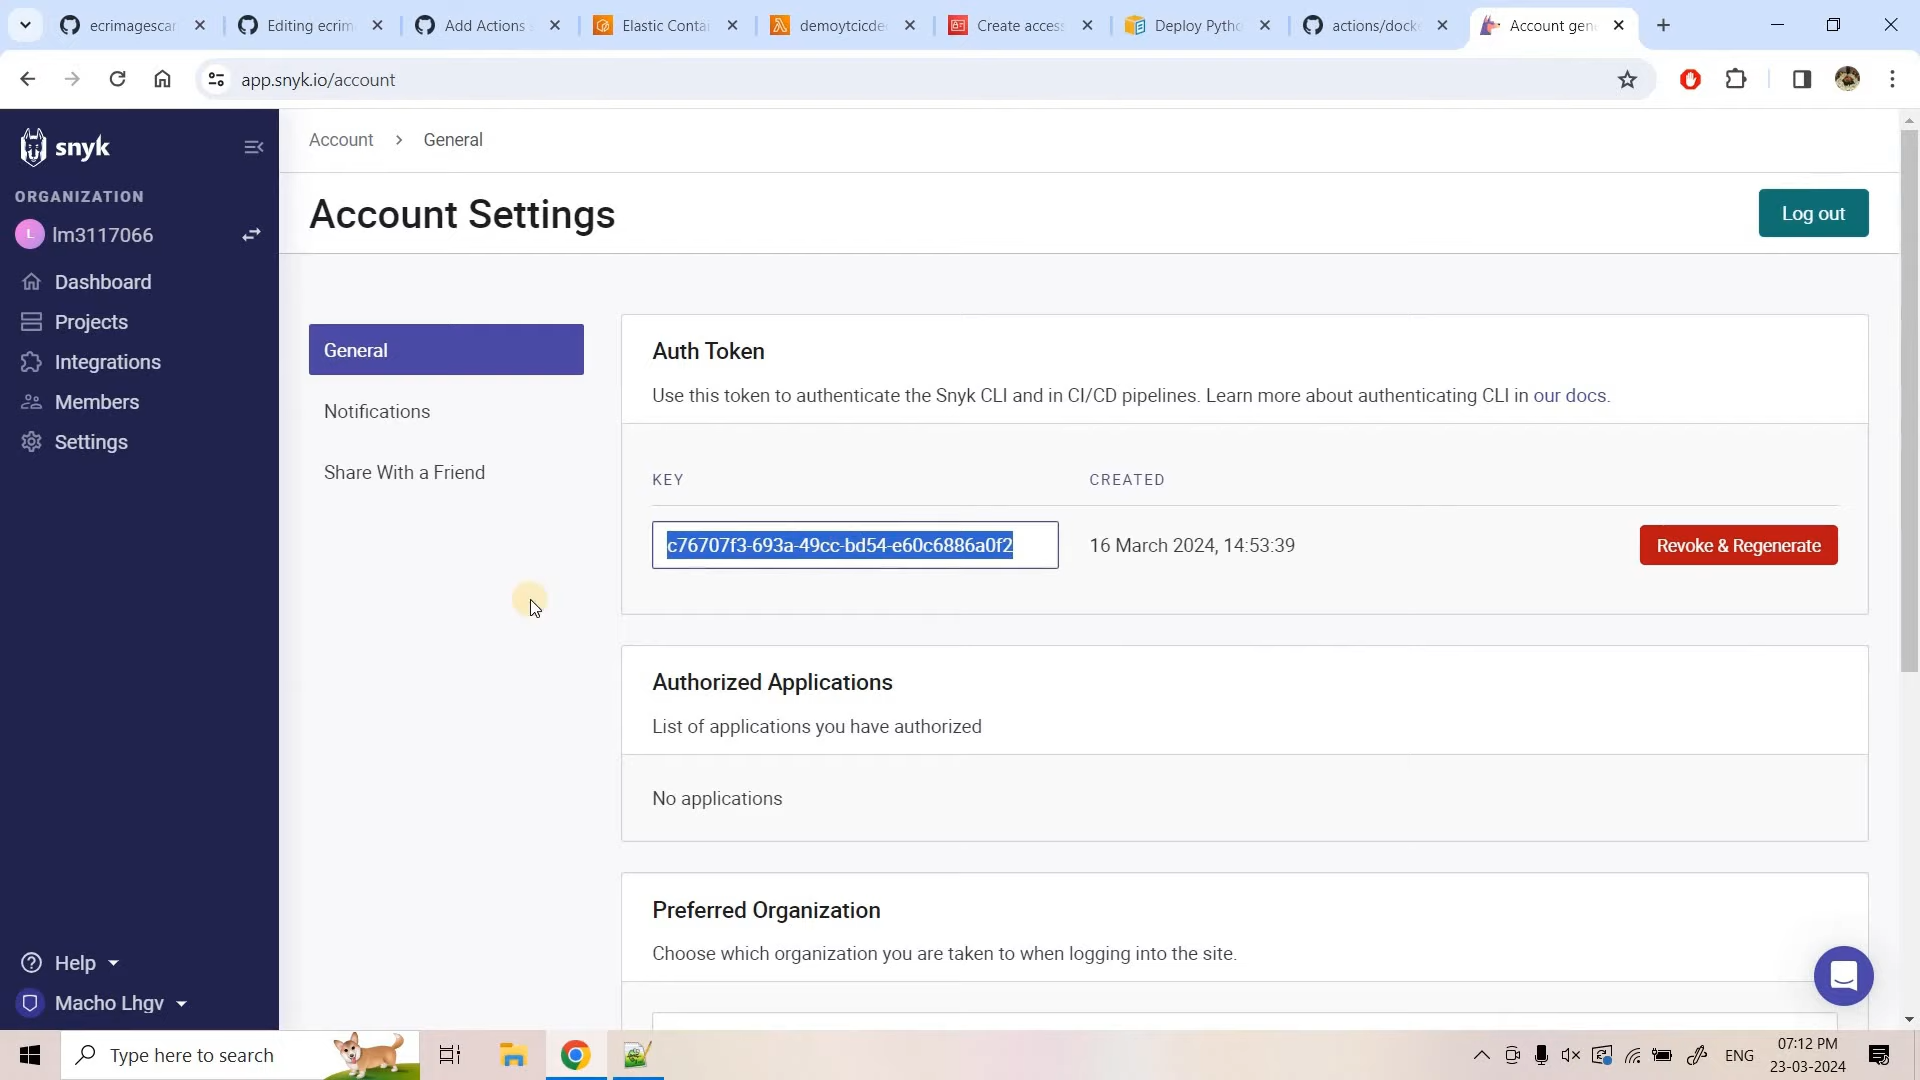 ecrimagescar
Editing ecrim
Add Actions s
Elastic Contai
demoytcicde
Create access
Deploy Pytho
actions/docke
Account gene
app.snyk.io/account
snyk
ORGANIZATION
L
lm3117066
Dashboard
Projects
Integrations
Members
Settings
Help
Macho Lhgv
Account > General
Account Settings
Log out
General
Notifications
Share With a Friend
Auth Token
Use this token to authenticate the Snyk CLI and in CI/CD pipelines. Learn more about authenticating CLI in our docs.
KEY
CREATED
c76707f3-693a-49cc-bd54-e60c6886a0f2
16 March 2024, 14:53:39
Revoke & Regenerate
Authorized Applications
List of applications you have authorized
No applications
Preferred Organization
Choose which organization you are taken to when logging into the site.
Type here to search
ENG
07:12 PM
23-03-2024